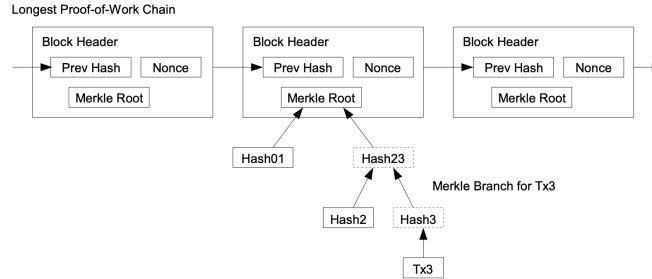 Longest Proof-of-Work Chain
Block Header
Block Header
Block Header
Prev Hash
Nonce
Prev Hash
Nonce
Prev Hash
Nonce
Merkle Root
Merkle Root
Merkle Root
Hash01
Hash23
Merkle Branch for Tx3
Hash2
Hash3
Tx3